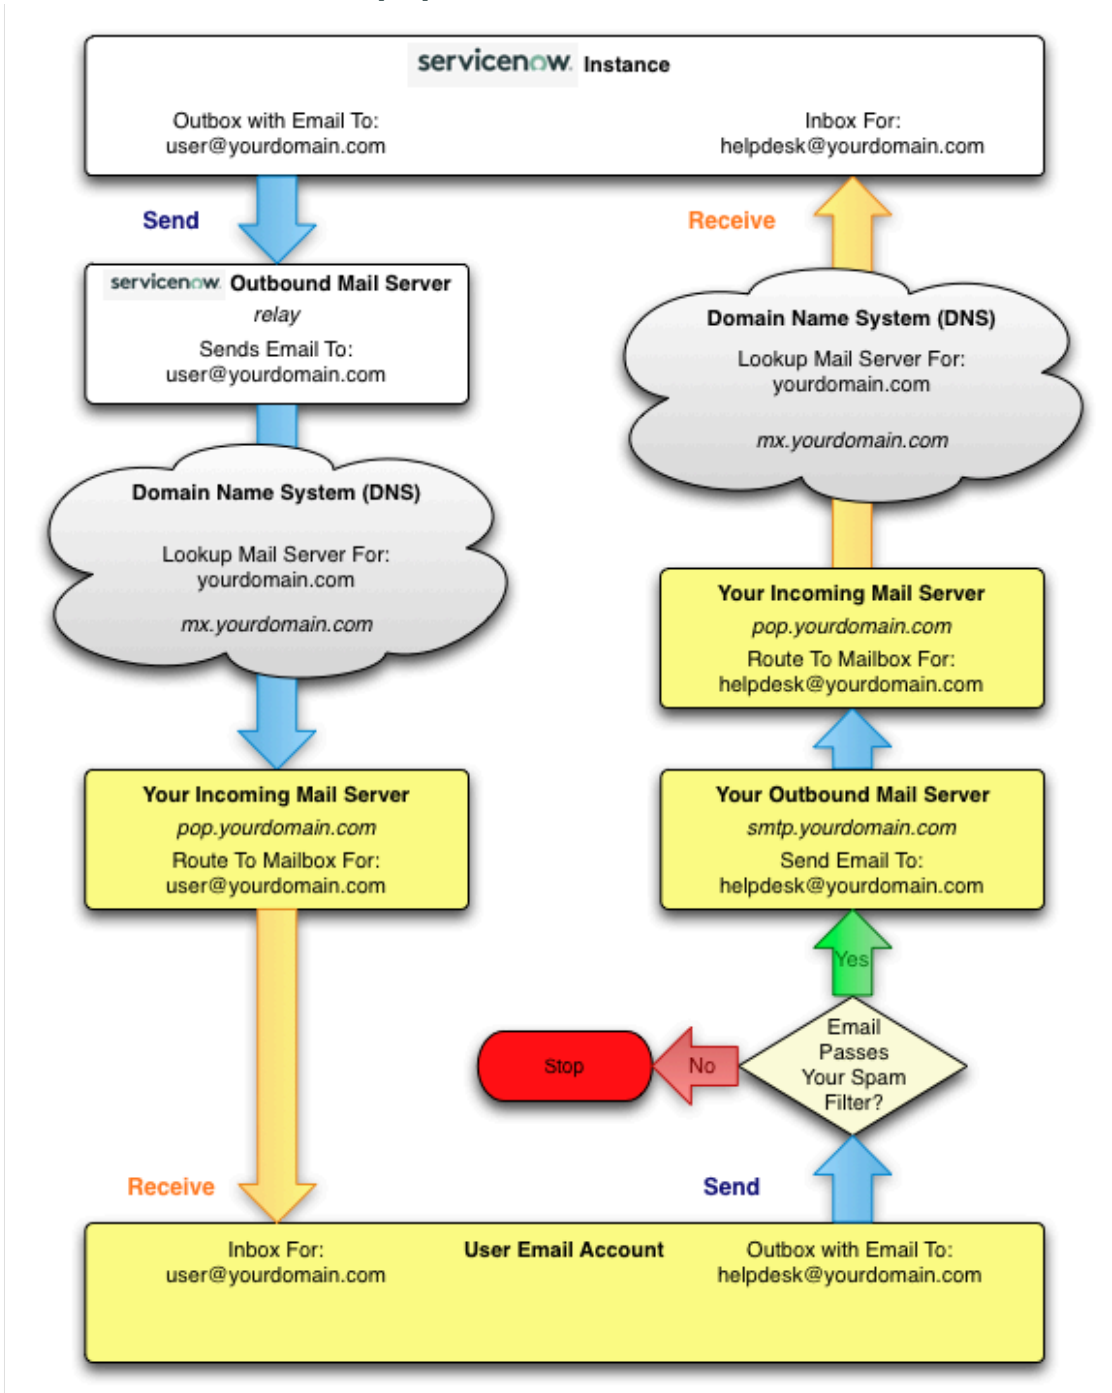 servicenow. Instance
Outbox with Email To:
user@yourdomain.com
Inbox For:
helpdesk@yourdomain.com
Send
Receive
servicenow. Outbound Mail Server
relay
Sends Email To:
user@yourdomain.com
Domain Name System (DNS)
Lookup Mail Server For:
yourdomain.com
mx.yourdomain.com
Domain Name System (DNS)
Lookup Mail Server For:
yourdomain.com
mx.yourdomain.com
Your Incoming Mail Server
pop.yourdomain.com
Route To Mailbox For:
helpdesk@yourdomain.com
Your Incoming Mail Server
pop.yourdomain.com
Route To Mailbox For:
user@yourdomain.com
Your Outbound Mail Server
smtp.yourdomain.com
Send Email To:
helpdesk@yourdomain.com
Yes
Email
Passes
Your Spam
Filter?
No
Stop
Receive
Send
Inbox For:
user@yourdomain.com
User Email Account
Outbox with Email To:
helpdesk@yourdomain.com